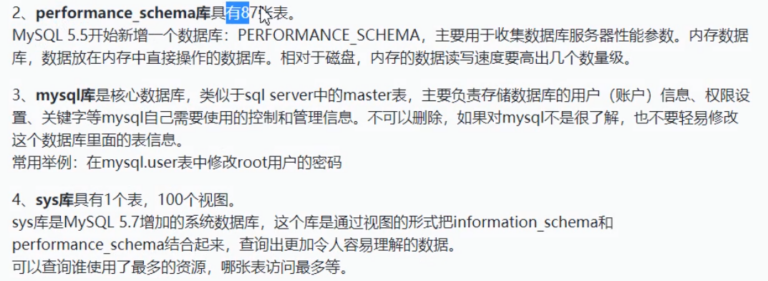 2、performance_schema库具有87张表。
MySQL 5.5开始新增一个数据库：PERFORMANCE_SCHEMA，主要用于收集数据库服务器性能参数。内存数据
库，数据放在内存中直接操作的数据库。相对于磁盘，内存的数据读写速度要高出几个数量级。
3、mysql库是核心数据库，类似于sql server中的master表，主要负责存储数据库的用户（账户）信息、权限设
置、关键字等mysql自己需要使用的控制和管理信息。不可以删除，如果对mysql不是很了解，也不要轻易修改
这个数据库里面的表信息。
常用举例：在mysql.user表中修改root用户的密码
4、sys库具有1个表，100个视图。
sys库是MySQL 5.7增加的系统数据库，这个库是通过视图的形式把information_schema和
performance_schema结合起来，查询出更加令人容易理解的数据。
可以查询谁使用了最多的资源，哪张表访问最多等。